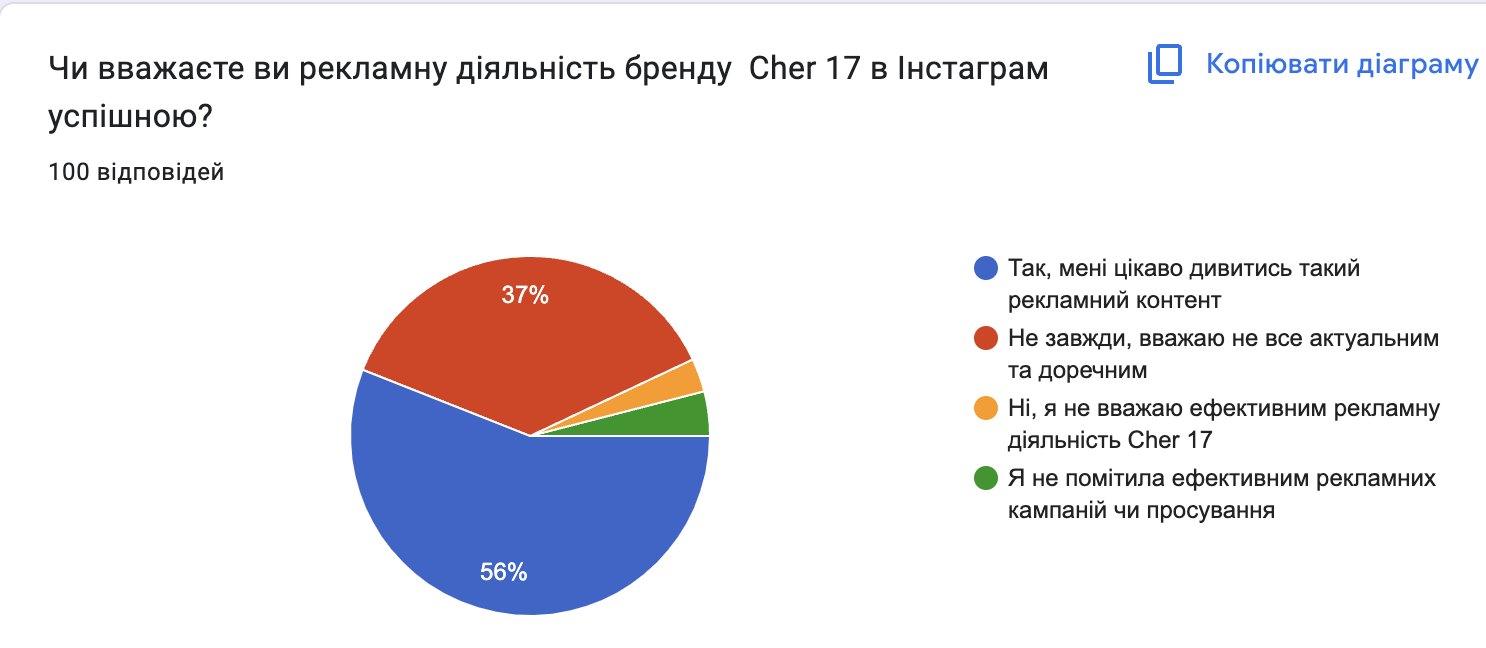 Чи вважаєте ви рекламну діяльність бренду  Cher 17 в Інстаграм
успішною?
Копіювати діаграму
100 відповідей
37%
56%
Так, мені цікаво дивитись такий
рекламний контент
Не завжди, вважаю не все актуальним
та доречним
Ні, я не вважаю ефективним рекламну
діяльність Cher 17
Я не помітила ефективним рекламних
кампаній чи просування